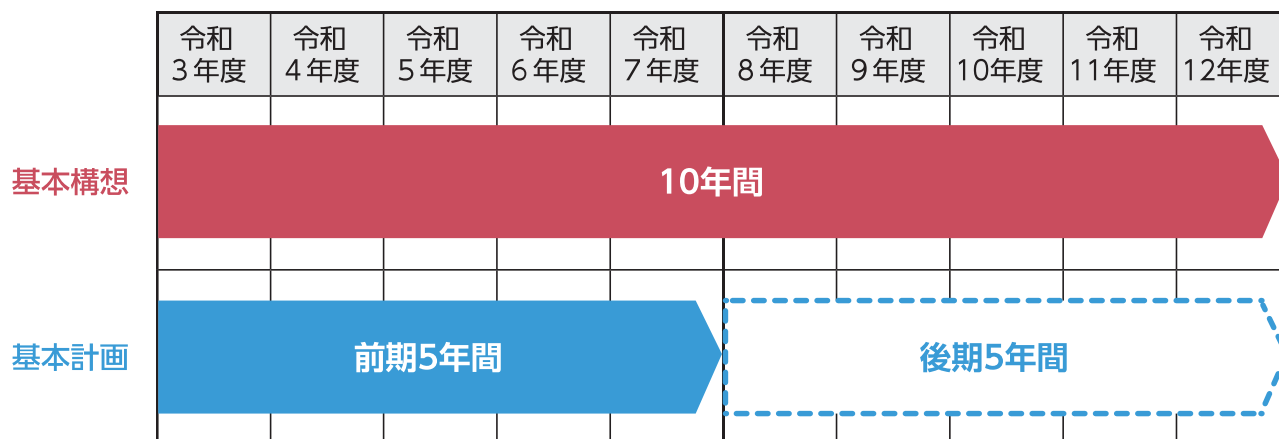 令和
3年度
令和
4年度
令和
5年度
令和
6年度
令和
7年度
令和
8年度
令和
9年度
令和
10年度
令和
11年度
令和
12年度
基本構想
10年間
基本計画
前期5年間
後期5年間